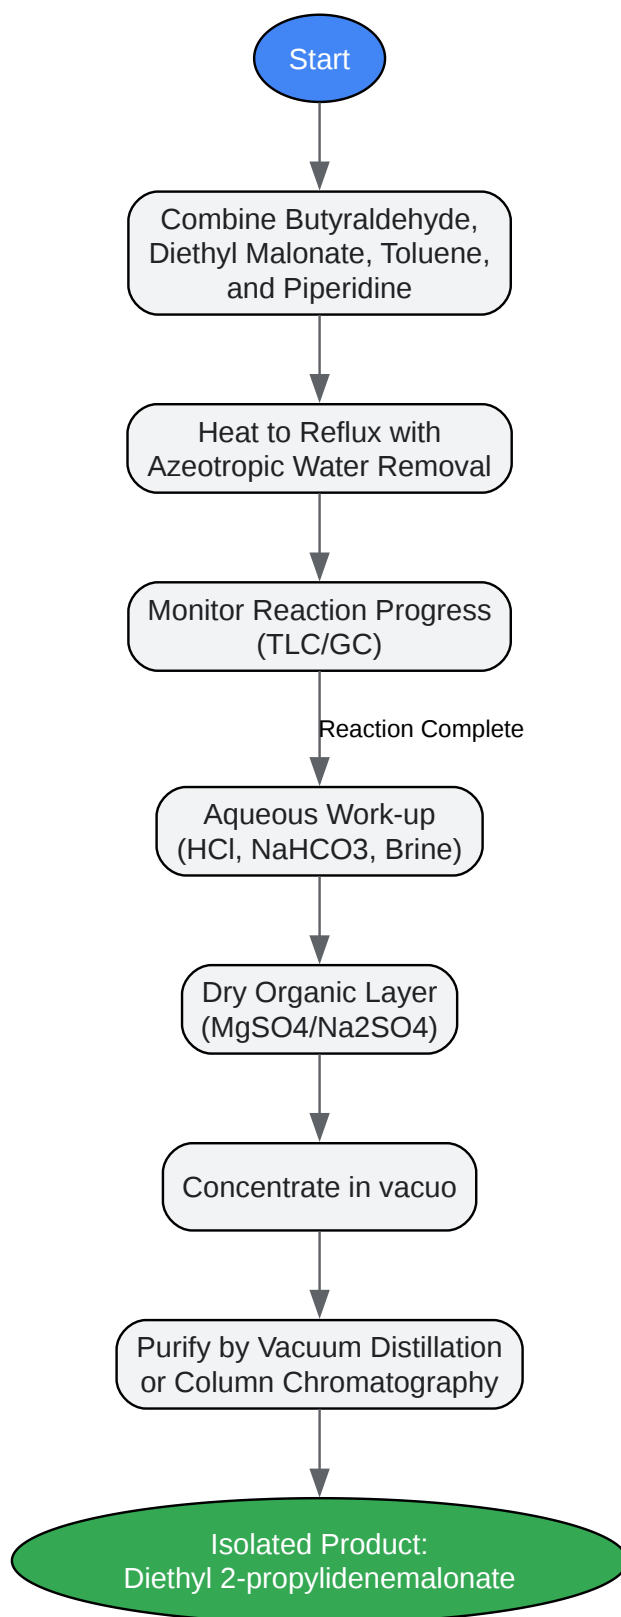 Start
Combine Butyraldehyde,
Diethyl Malonate, Toluene,
and Piperidine
Heat to Reflux with
Azeotropic Water Removal
Monitor Reaction Progress
(TLC/GC)
Reaction Complete
Aqueous Work-up
(HCl, NaHCO3, Brine)
Dry Organic Layer
(MgSO4/Na2SO4)
Concentrate in vacuo
Purify by Vacuum Distillation
or Column Chromatography
Isolated Product:
Diethyl 2-propylidenemalonate